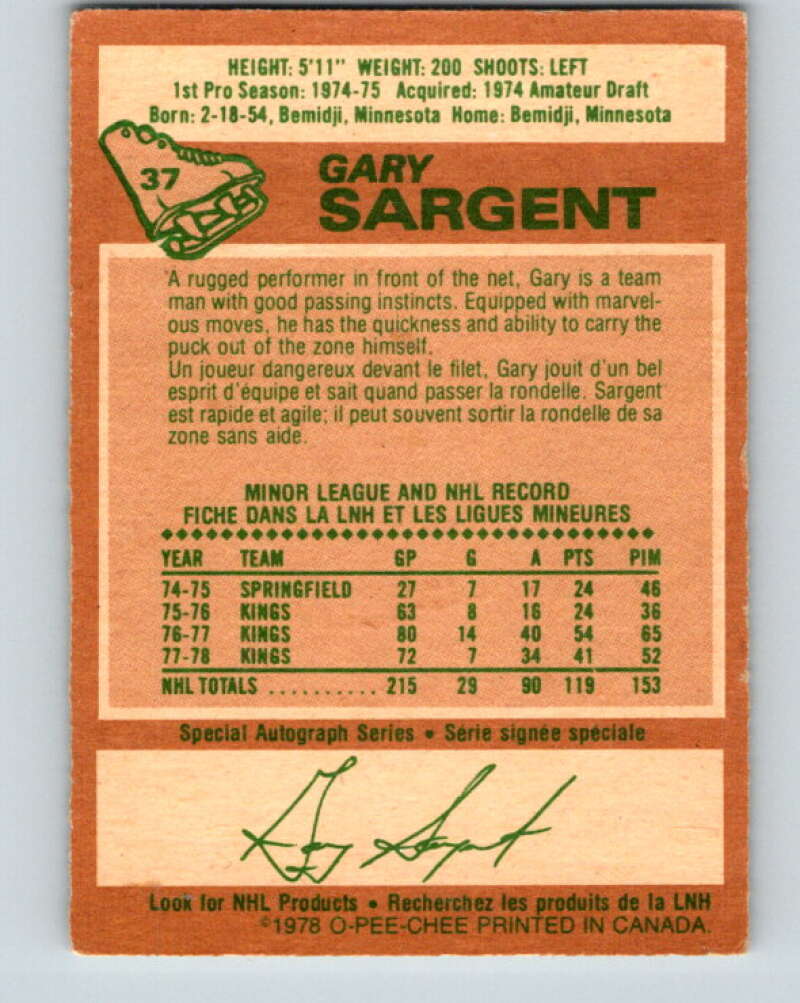 HEIGHT: 5'11" WEIGHT: 200 SHOOTS: LEFT
1st Pro Season: 1974-75 Acquired: 1974 Amateur Draft
Born: 2-18-54, Bemidji, Minnesota Home: Bemidji, Minnesota
37
GARY
SARGENT
A rugged performer in front of the net, Gary is a team
man with good passing instincts. Equipped with marvel-
ous moves, he has the quickness and ability to carry the
puck out of the zone himself.
Un joueur dangereux devant le filet, Gary jouit d'un bel
esprit d'équipe et sait quand passer la rondelle. Sargent
est rapide et agile; il peut souvent sortir la rondelle de sa
zone sans aide.
MINOR LEAGUE AND NHL RECORD
FICHE DANS LA LNH ET LES LIGUES MINEURES
YEAR TEAM GP G A PTS PIM
74-75 SPRINGFIELD 27 7 17 24 46
75-76 KINGS 63 8 16 24 36
76-77 KINGS 80 14 40 54 65
77-78 KINGS 72 7 34 41 52
NHL TOTALS .......... 215 29 90 119 153
Special Autograph Series • Série signée spéciale
Gary Sargent
Look for NHL Products • Recherchez les produits de la LNH
©1978 O-PEE-CHEE PRINTED IN CANADA.